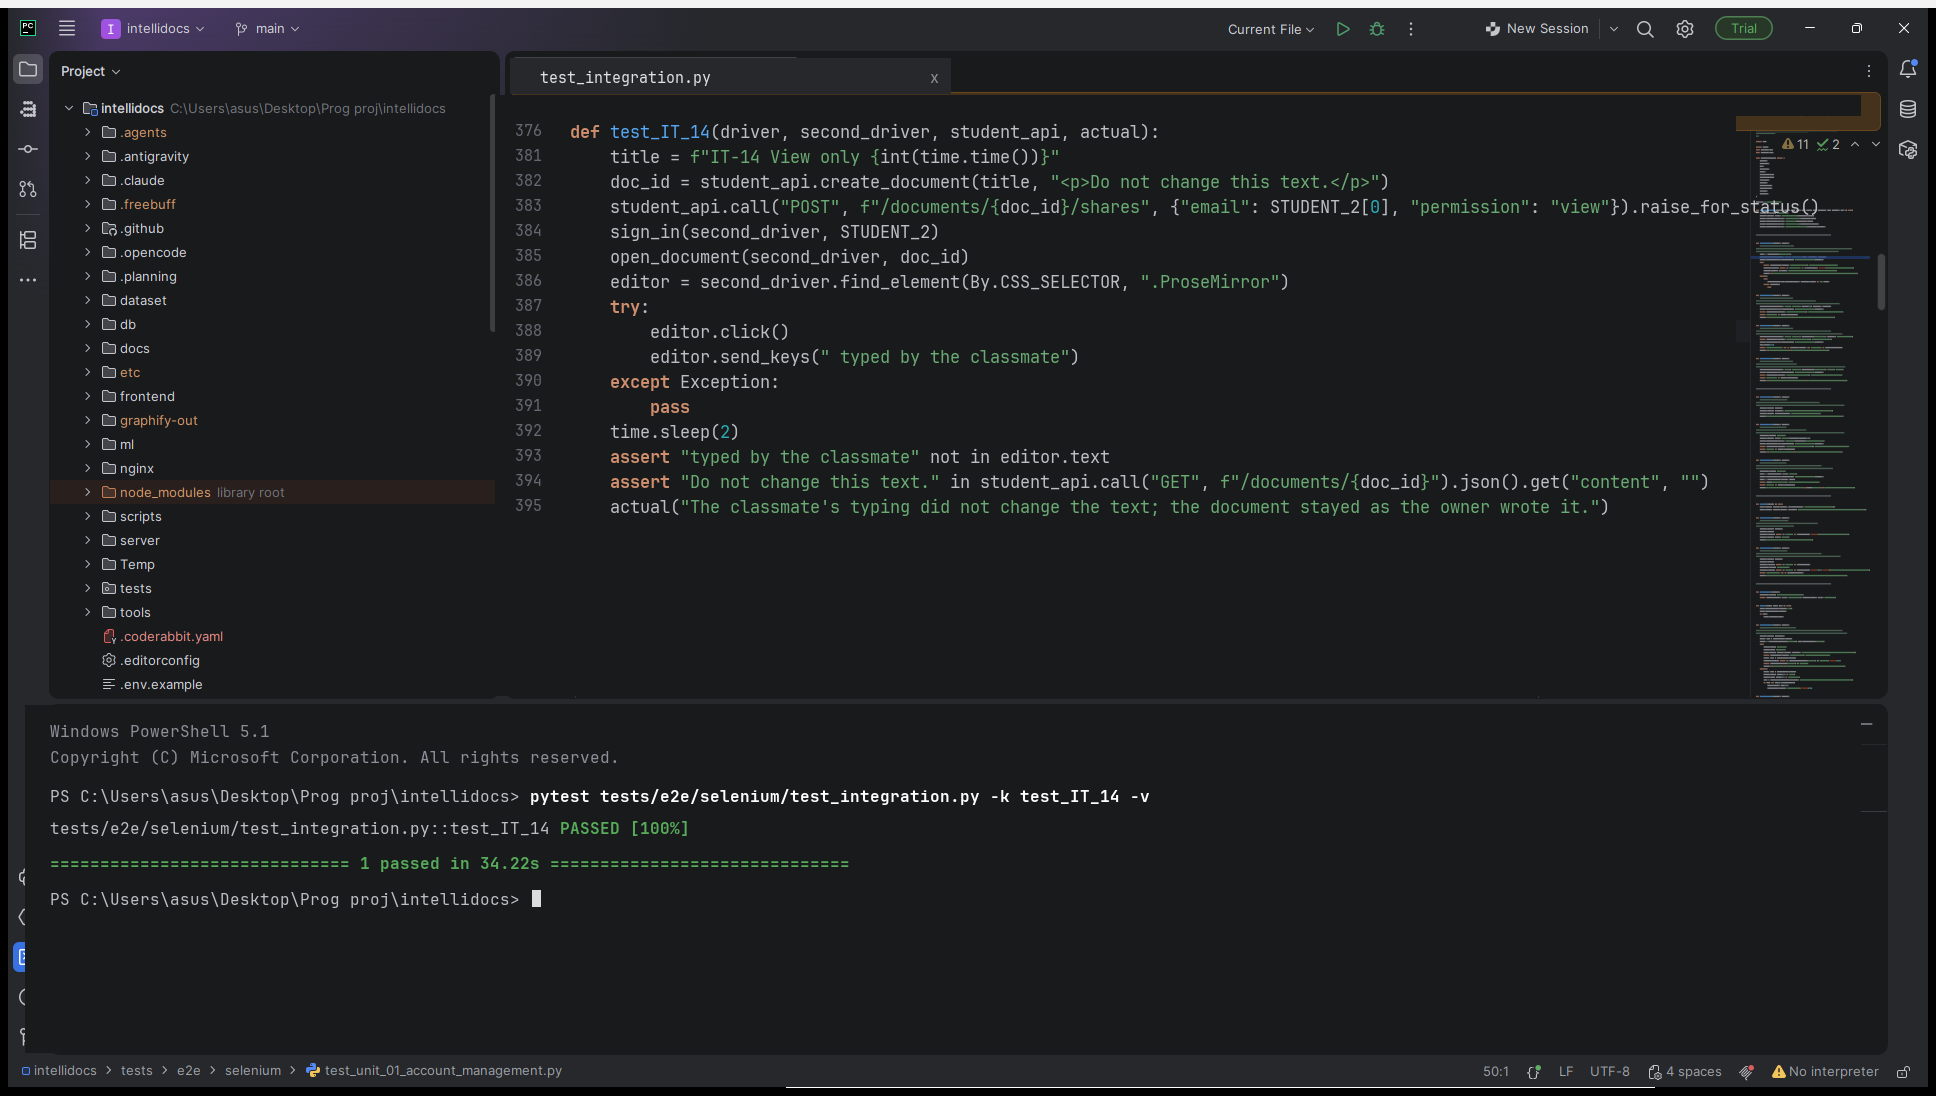 PC
I intellidocs
main
Current File
New Session
Trial
Project
test_integration.py x
intellidocs C:\Users\asus\Desktop\Prog proj\intellidocs
.agents
.antigravity
.claude
.freebuff
.github
.opencode
.planning
dataset
db
docs
etc
frontend
graphify-out
ml
nginx
node_modules library root
scripts
server
Temp
tests
tools
.coderabbit.yaml
.editorconfig
.env.example
11 2
376 def test_IT_14(driver, second_driver, student_api, actual):
381 title = f"IT-14 View only {int(time.time())}"
382 doc_id = student_api.create_document(title, "<p>Do not change this text.</p>")
383 student_api.call("POST", f"/documents/{doc_id}/shares", {"email": STUDENT_2[0], "permission": "view"}).raise_for_status()
384 sign_in(second_driver, STUDENT_2)
385 open_document(second_driver, doc_id)
386 editor = second_driver.find_element(By.CSS_SELECTOR, ".ProseMirror")
387 try:
388 editor.click()
389 editor.send_keys(" typed by the classmate")
390 except Exception:
391 pass
392 time.sleep(2)
393 assert "typed by the classmate" not in editor.text
394 assert "Do not change this text." in student_api.call("GET", f"/documents/{doc_id}").json().get("content", "")
395 actual("The classmate's typing did not change the text; the document stayed as the owner wrote it.")
Windows PowerShell 5.1
Copyright (C) Microsoft Corporation. All rights reserved.
PS C:\Users\asus\Desktop\Prog proj\intellidocs> pytest tests/e2e/selenium/test_integration.py -k test_IT_14 -v
tests/e2e/selenium/test_integration.py::test_IT_14 PASSED [100%]
============================== 1 passed in 34.22s ==============================
PS C:\Users\asus\Desktop\Prog proj\intellidocs>
intellidocs > tests > e2e > selenium > test_unit_01_account_management.py
50:1 LF UTF-8 4 spaces No interpreter